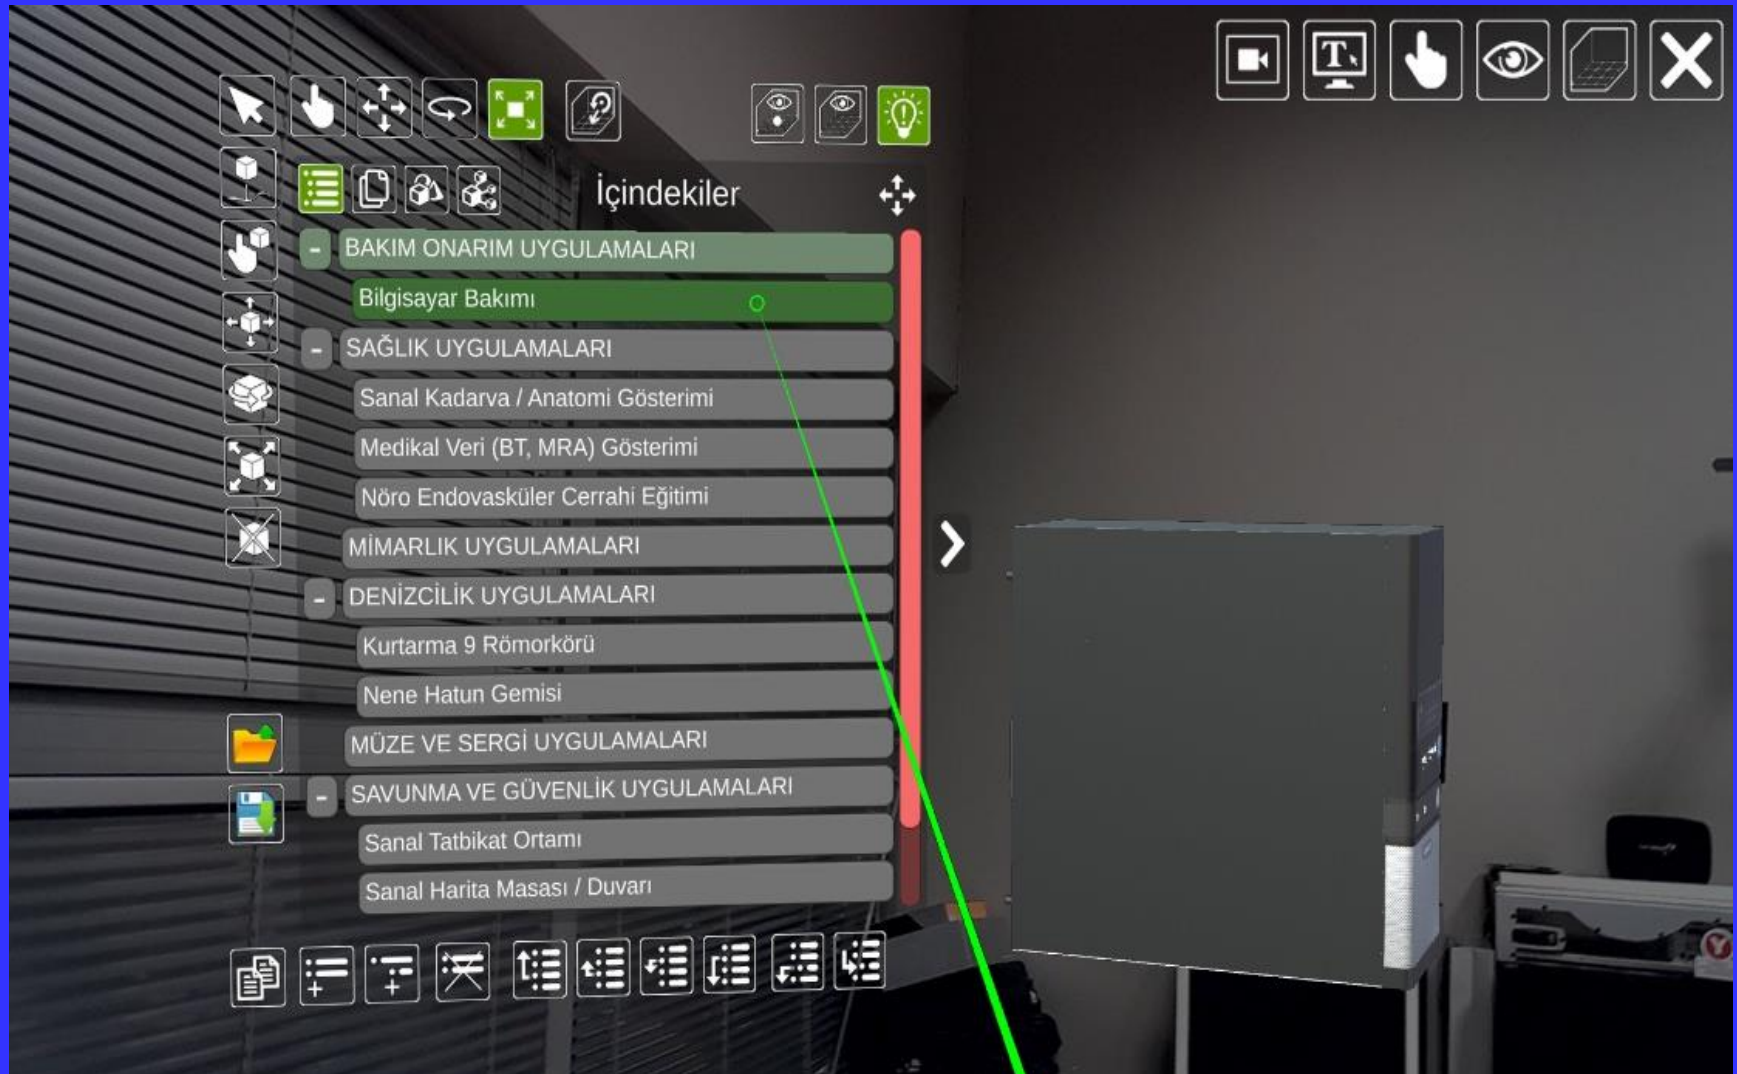 İçindekiler
- BAKIM ONARIM UYGULAMALARI
Bilgisayar Bakımı
- SAĞLIK UYGULAMALARI
Sanal Kadarva / Anatomi Gösterimi
Medikal Veri (BT, MRA) Gösterimi
Nöro Endovasküler Cerrahi Eğitimi
MİMARLIK UYGULAMALARI
- DENİZCİLİK UYGULAMALARI
Kurtarma 9 Römorkörü
Nene Hatun Gemisi
MÜZE VE SERGİ UYGULAMALARI
- SAVUNMA VE GÜVENLİK UYGULAMALARI
Sanal Tatbikat Ortamı
Sanal Harita Masası / Duvarı